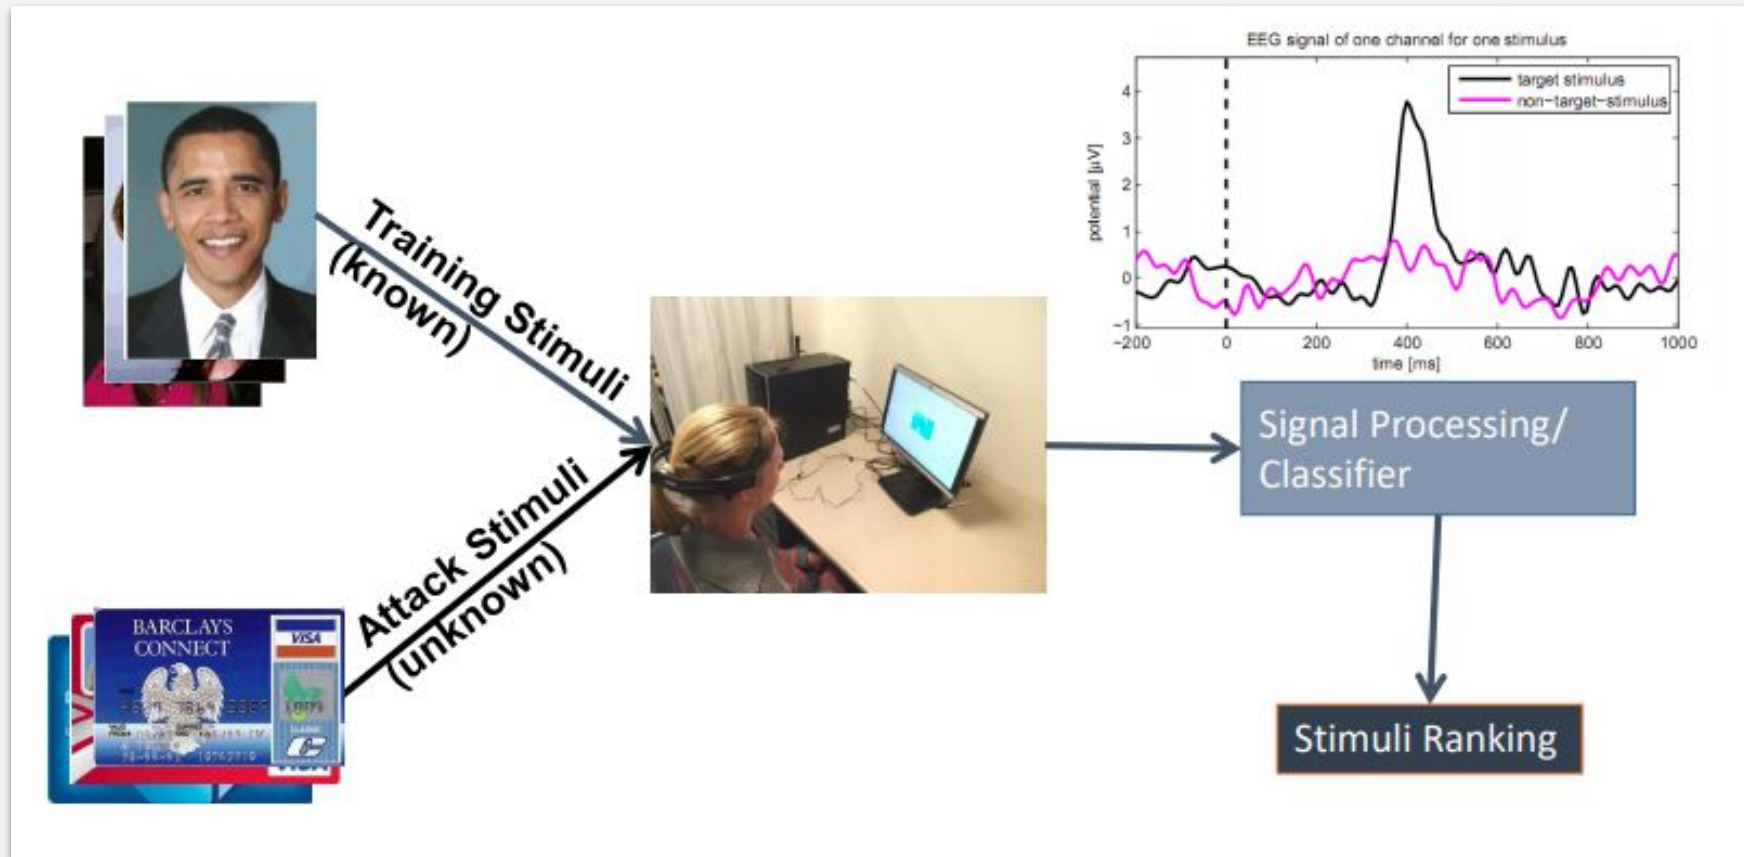 EEG signal of one channel for one stimulus
target stimulus
non-target-stimulus
potential [µV]
4
3
2
1
0
−1
−200 0 200 400 600 800 1000
time [ms]
Training Stimuli
(known)
Attack Stimuli
(unknown)
Signal Processing/
Classifier
Stimuli Ranking
BARCLAYS
CONNECT
VISA
VISA